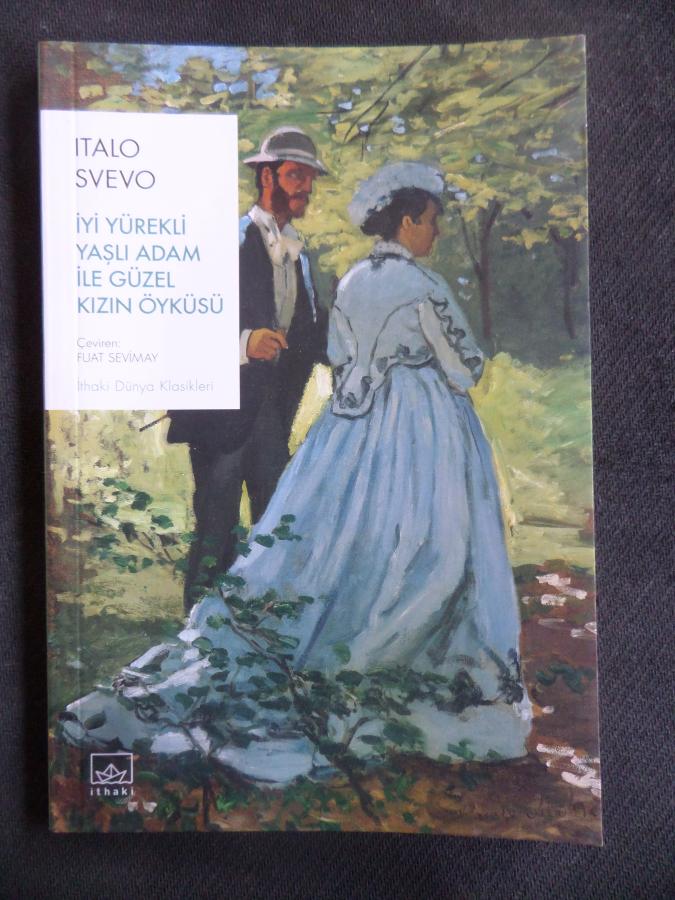 ITALO
SVEVO
İYİ YÜREKLİ
YAŞLI ADAM
İLE GÜZEL
KIZIN ÖYKÜSÜ
Çeviren:
FUAT SEVİMAY
İthaki Dünya Klasikleri
ithaki